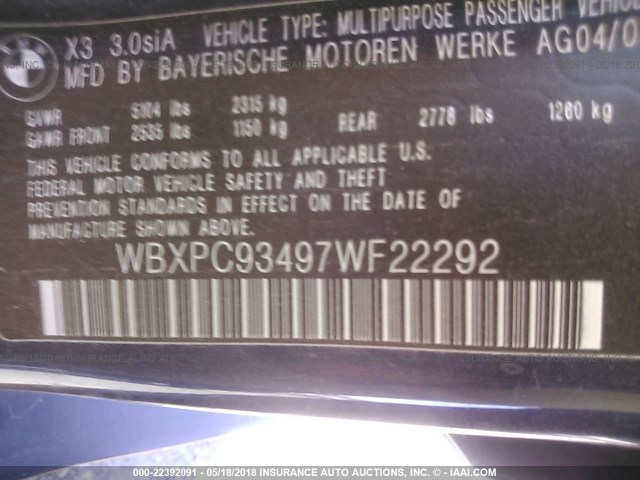 X3 3.0siA VEHICLE TYPE: MULTIPURPOSE PASSENGER VEHIC
MFD BY BAYERISCHE MOTOREN WERKE AG04/0
GVWR 5104 lbs 2315 kg
GAWR FRONT 2535 lbs 1150 kg REAR 2778 lbs 1260 kg
THIS VEHICLE CONFORMS TO ALL APPLICABLE U.S.
FEDERAL MOTOR VEHICLE SAFETY AND THEFT
PREVENTION STANDARDS IN EFFECT ON THE DATE OF
MANUFACTURE SHOWN ABOVE.
WBXPC93497WF22292
000-22392091 - 05/18/2018 INSURANCE AUTO AUCTIONS, INC. - IAAI.COM